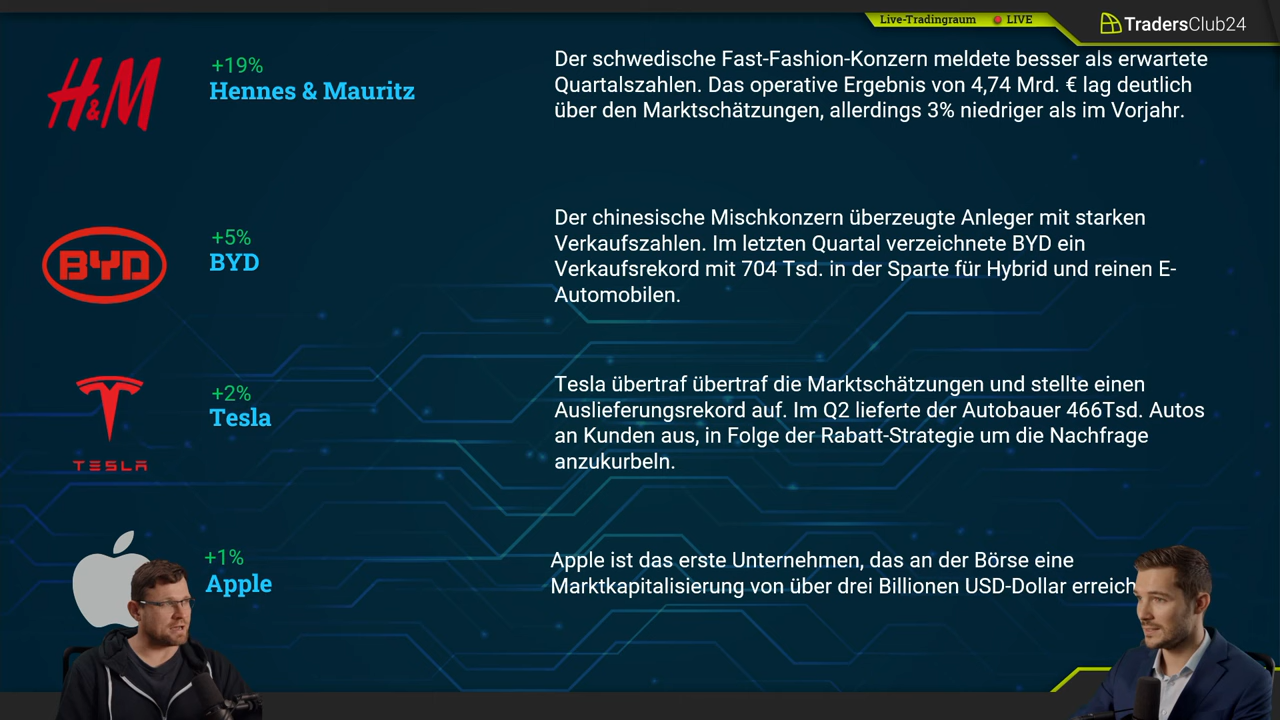 Live-Tradingraum LIVE
TradersClub24
H&M
+19%
Hennes & Mauritz
Der schwedische Fast-Fashion-Konzern meldete besser als erwartete
Quartalszahlen. Das operative Ergebnis von 4,74 Mrd. € lag deutlich
über den Marktschätzungen, allerdings 3% niedriger als im Vorjahr.
BYD
+5%
BYD
Der chinesische Mischkonzern überzeugte Anleger mit starken
Verkaufszahlen. Im letzten Quartal verzeichnete BYD ein
Verkaufsrekord mit 704 Tsd. in der Sparte für Hybrid und reinen E-
Automobilen.
TESLA
+2%
Tesla
Tesla übertraf übertraf die Marktschätzungen und stellte einen
Auslieferungsrekord auf. Im Q2 lieferte der Autobauer 466Tsd. Autos
an Kunden aus, in Folge der Rabatt-Strategie um die Nachfrage
anzukurbeln.
+1%
Apple
Apple ist das erste Unternehmen, das an der Börse eine
Marktkapitalisierung von über drei Billionen USD-Dollar erreich